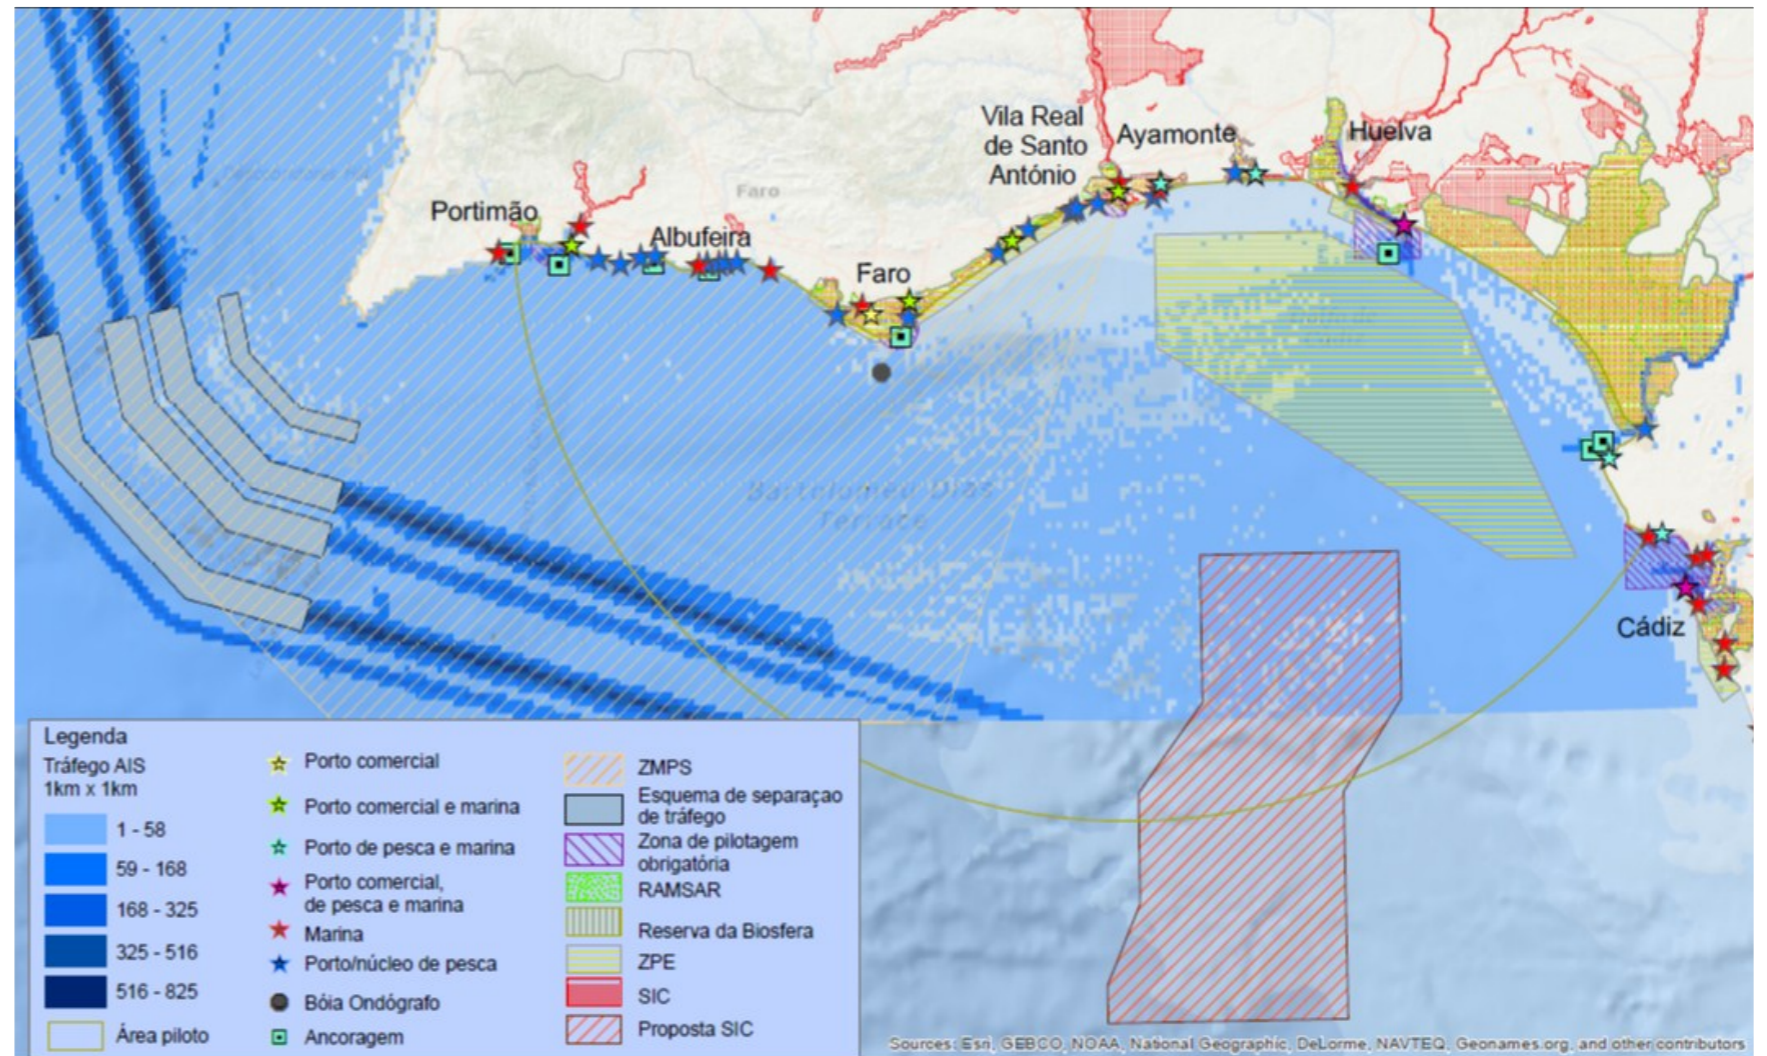 Vila Real
de Santo
António
Ayamonte
Huelva
Portimão
Faro
Albufeira
Faro
Bartolomeu Dias
Terrace
Cádiz
Legenda
Tráfego AIS
1km x 1km
1 - 58
59 - 168
168 - 325
325 - 516
516 - 825
Área piloto
Porto comercial
Porto comercial e marina
Porto de pesca e marina
Porto comercial,
de pesca e marina
Marina
Porto/núcleo de pesca
Bóia Ondógrafo
Ancoragem
ZMPS
Esquema de separaçao
de tráfego
Zona de pilotagem
obrigatória
RAMSAR
Reserva da Biosfera
ZPE
SIC
Proposta SIC
Sources: Esri, GEBCO, NOAA, National Geographic, DeLorme, NAVTEQ, Geonames.org, and other contributors